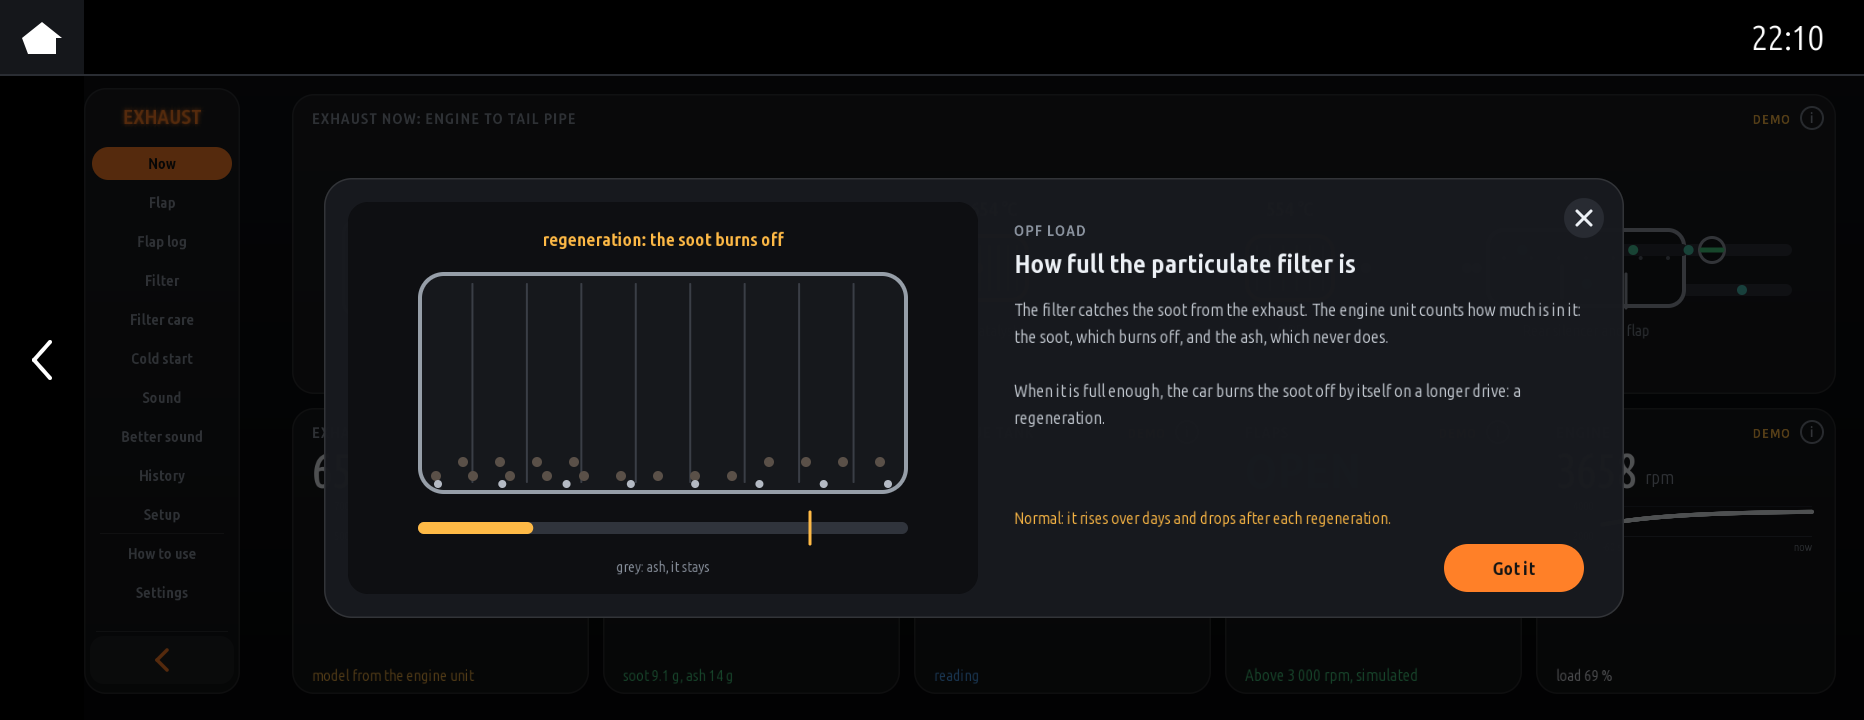 22:10
EXHAUST
Now
Flap
Flap log
Filter
Filter care
Cold start
Sound
Better sound
History
Setup
How to use
Settings
EXHAUST NOW: ENGINE TO TAIL PIPE
DEMO
flap
regeneration: the soot burns off
grey: ash, it stays
OPF LOAD
How full the particulate filter is
The filter catches the soot from the exhaust. The engine unit counts how much is in it:
the soot, which burns off, and the ash, which never does.
When it is full enough, the car burns the soot off by itself on a longer drive: a
regeneration.
Normal: it rises over days and drops after each regeneration.
Got it
DEMO
rpm
now
model from the engine unit
soot 9.1 g, ash 14 g
reading
Above 3 000 rpm, simulated
load 69 %